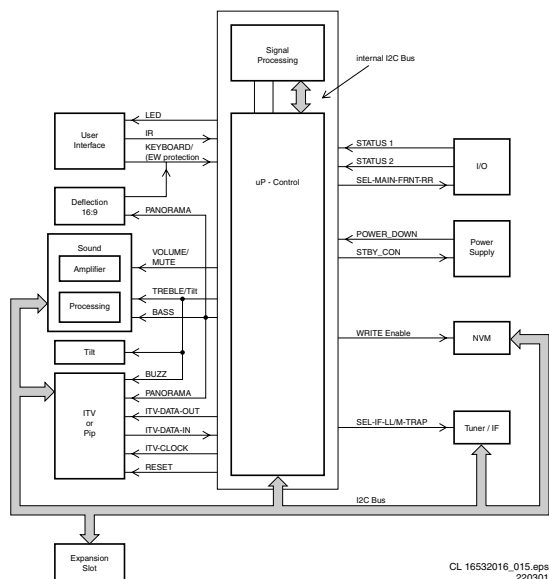 Signal
Processing
internal I2C Bus
LED
User
Interface
IR
KEYBOARD/
(EW protection
STATUS 1
STATUS 2
I/O
SEL-MAIN-FRNT-RR
uP - Control
Deflection
16:9
PANORAMA
Sound
Amplifier
VOLUME/
MUTE
POWER_DOWN
Power
Supply
STBY_CON
Processing
TREBLE/Tilt
BASS
WRITE Enable
NVM
Tilt
BUZZ
ITV
or
Pip
PANORAMA
ITV-DATA-OUT
ITV-DATA-IN
ITV-CLOCK
RESET
SEL-IF-LL/M-TRAP
Tuner / IF
I2C Bus
Expansion
Slot
CL 16532016_015.eps
220301